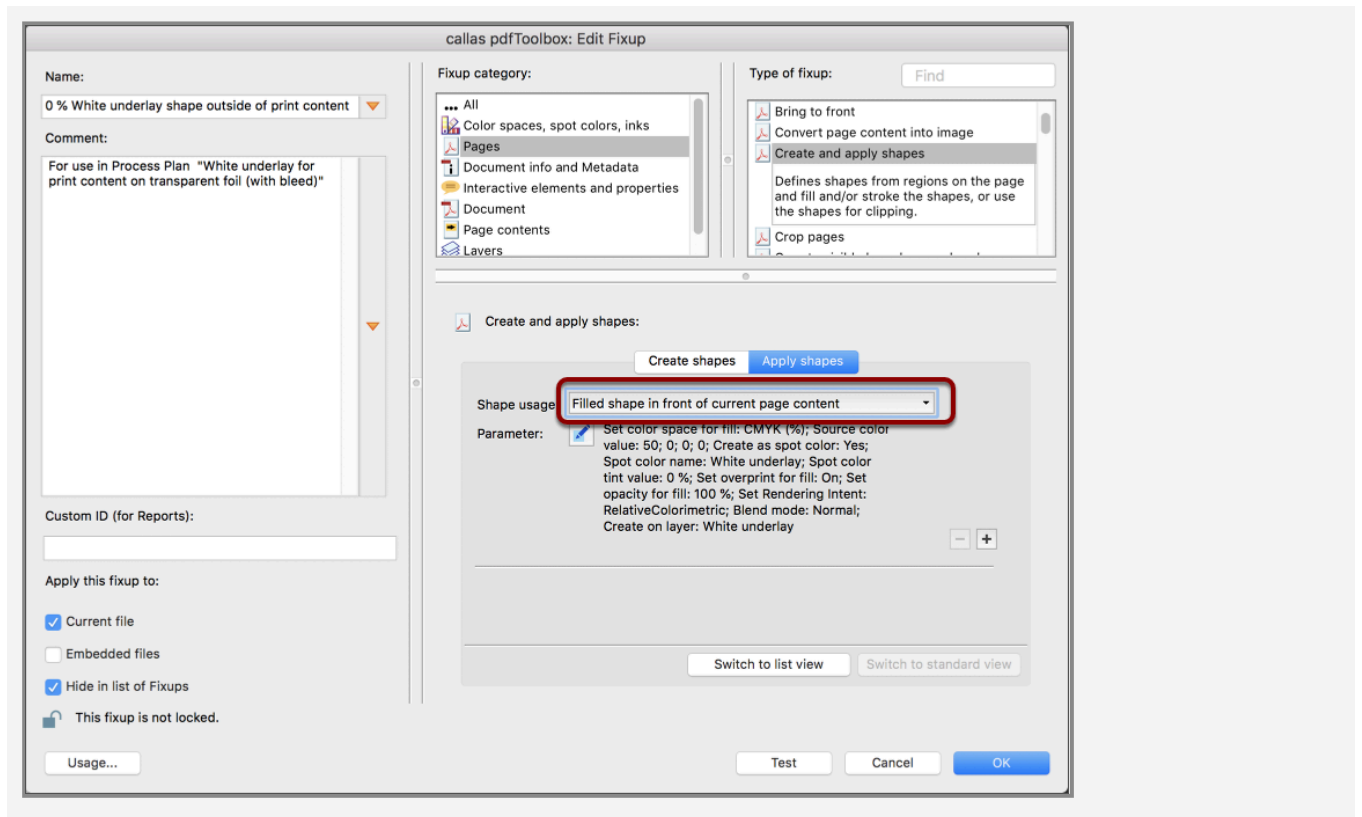 callas pdfToolbox: Edit Fixup
Name:
0 % White underlay shape outside of print content
Comment:
For use in Process Plan "White underlay for
print content on transparent foil (with bleed)"
Custom ID (for Reports):
Apply this fixup to:
Current file
Embedded files
Hide in list of Fixups
This fixup is not locked.
Usage...
Fixup category:
... All
Color spaces, spot colors, inks
Pages
Document info and Metadata
Interactive elements and properties
Document
Page contents
Layers
Type of fixup:
Find
Bring to front
Convert page content into image
Create and apply shapes
Defines shapes from regions on the page
and fill and/or stroke the shapes, or use
the shapes for clipping.
Crop pages
Create and apply shapes:
Create shapes
Apply shapes
Shape usage
Filled shape in front of current page content
Parameter:
Set color space for fill: CMYK (%); Source color
value: 50; 0; 0; 0; Create as spot color: Yes;
Spot color name: White underlay; Spot color
tint value: 0 %; Set overprint for fill: On; Set
opacity for fill: 100 %; Set Rendering Intent:
RelativeColorimetric; Blend mode: Normal;
Create on layer: White underlay
Switch to list view
Switch to standard view
Test
Cancel
OK